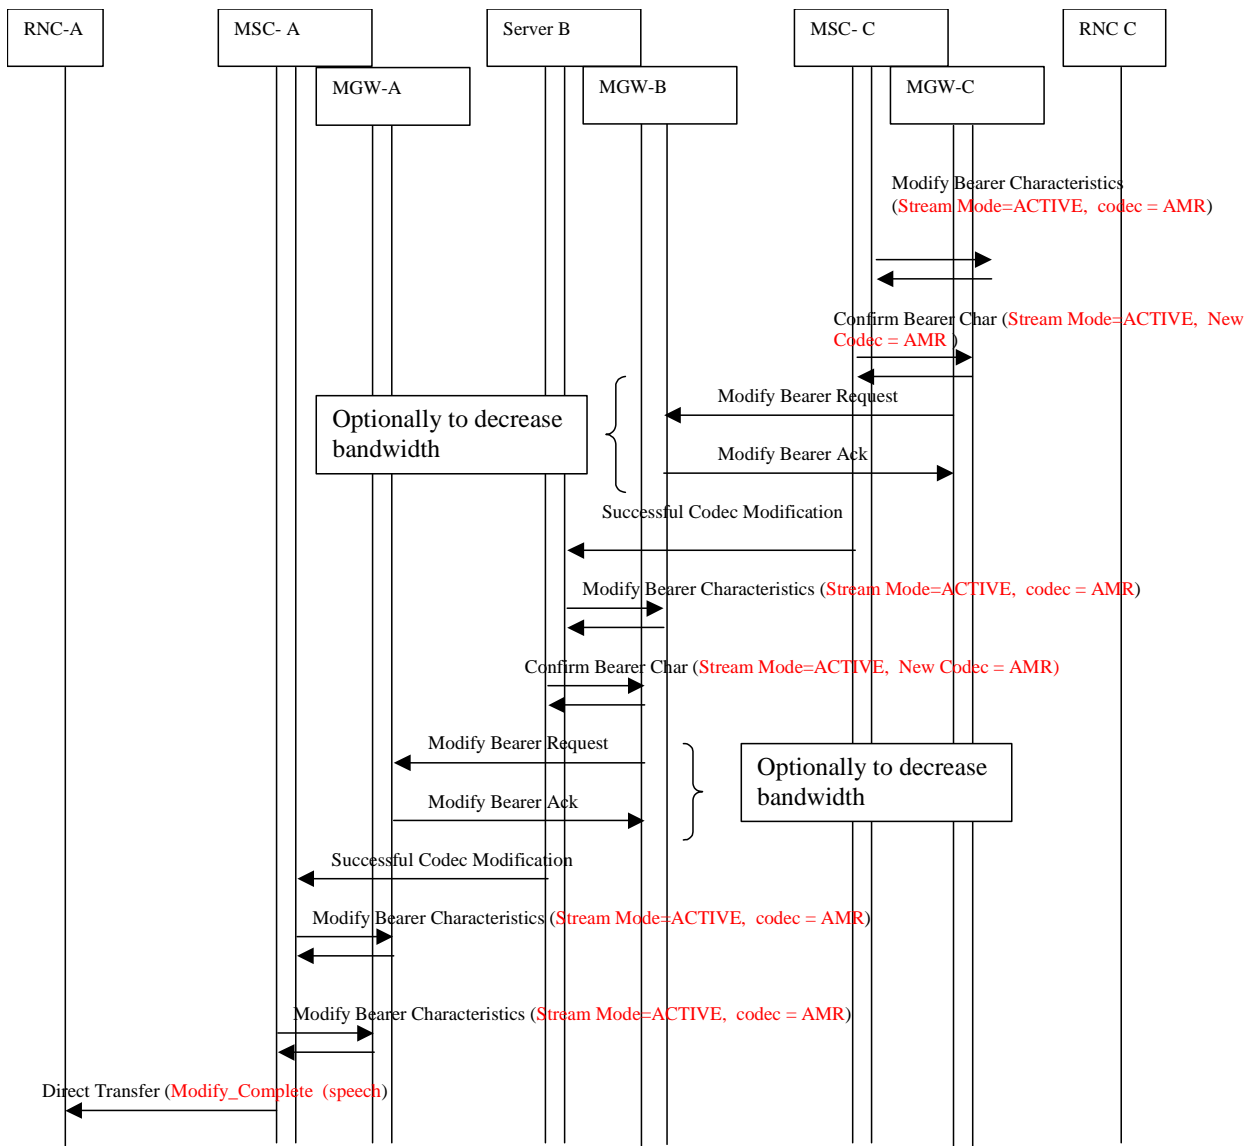 RNC-A
MSC- A
Server B
MSC- C
RNC C
MGW-A
MGW-B
MGW-C
Modify Bearer Characteristics
(Stream Mode=ACTIVE,  codec = AMR)
Confirm Bearer Char (Stream Mode=ACTIVE,  New
Codec = AMR )
Modify Bearer Request
Optionally to decrease
bandwidth
Modify Bearer Ack
Successful Codec Modification
Modify Bearer Characteristics (Stream Mode=ACTIVE,  codec = AMR)
Confirm Bearer Char (Stream Mode=ACTIVE,  New Codec = AMR)
Modify Bearer Request
Optionally to decrease
bandwidth
Modify Bearer Ack
Successful Codec Modification
Modify Bearer Characteristics (Stream Mode=ACTIVE,  codec = AMR)
Modify Bearer Characteristics (Stream Mode=ACTIVE,  codec = AMR)
Direct Transfer (Modify_Complete  (speech)